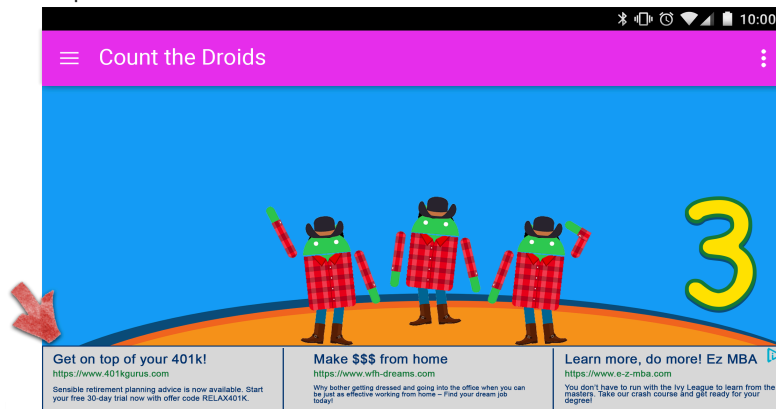 10:00
Count the Droids
3
Get on top of your 401k!
https://www.401kgurus.com
Sensible retirement planning advice is now available. Start
your free 30-day trial now with offer code RELAX401K.
Make $$$ from home
https://www.wfh-dreams.com
Why bother getting dressed and going into the office when you can
be just as effective working from home – Find your dream job
today!
Learn more, do more! Ez MBA
https://www.e-z-mba.com
You don't have to run with the Ivy League to learn from the
masters. Take our crash course and get ready for your
degree!